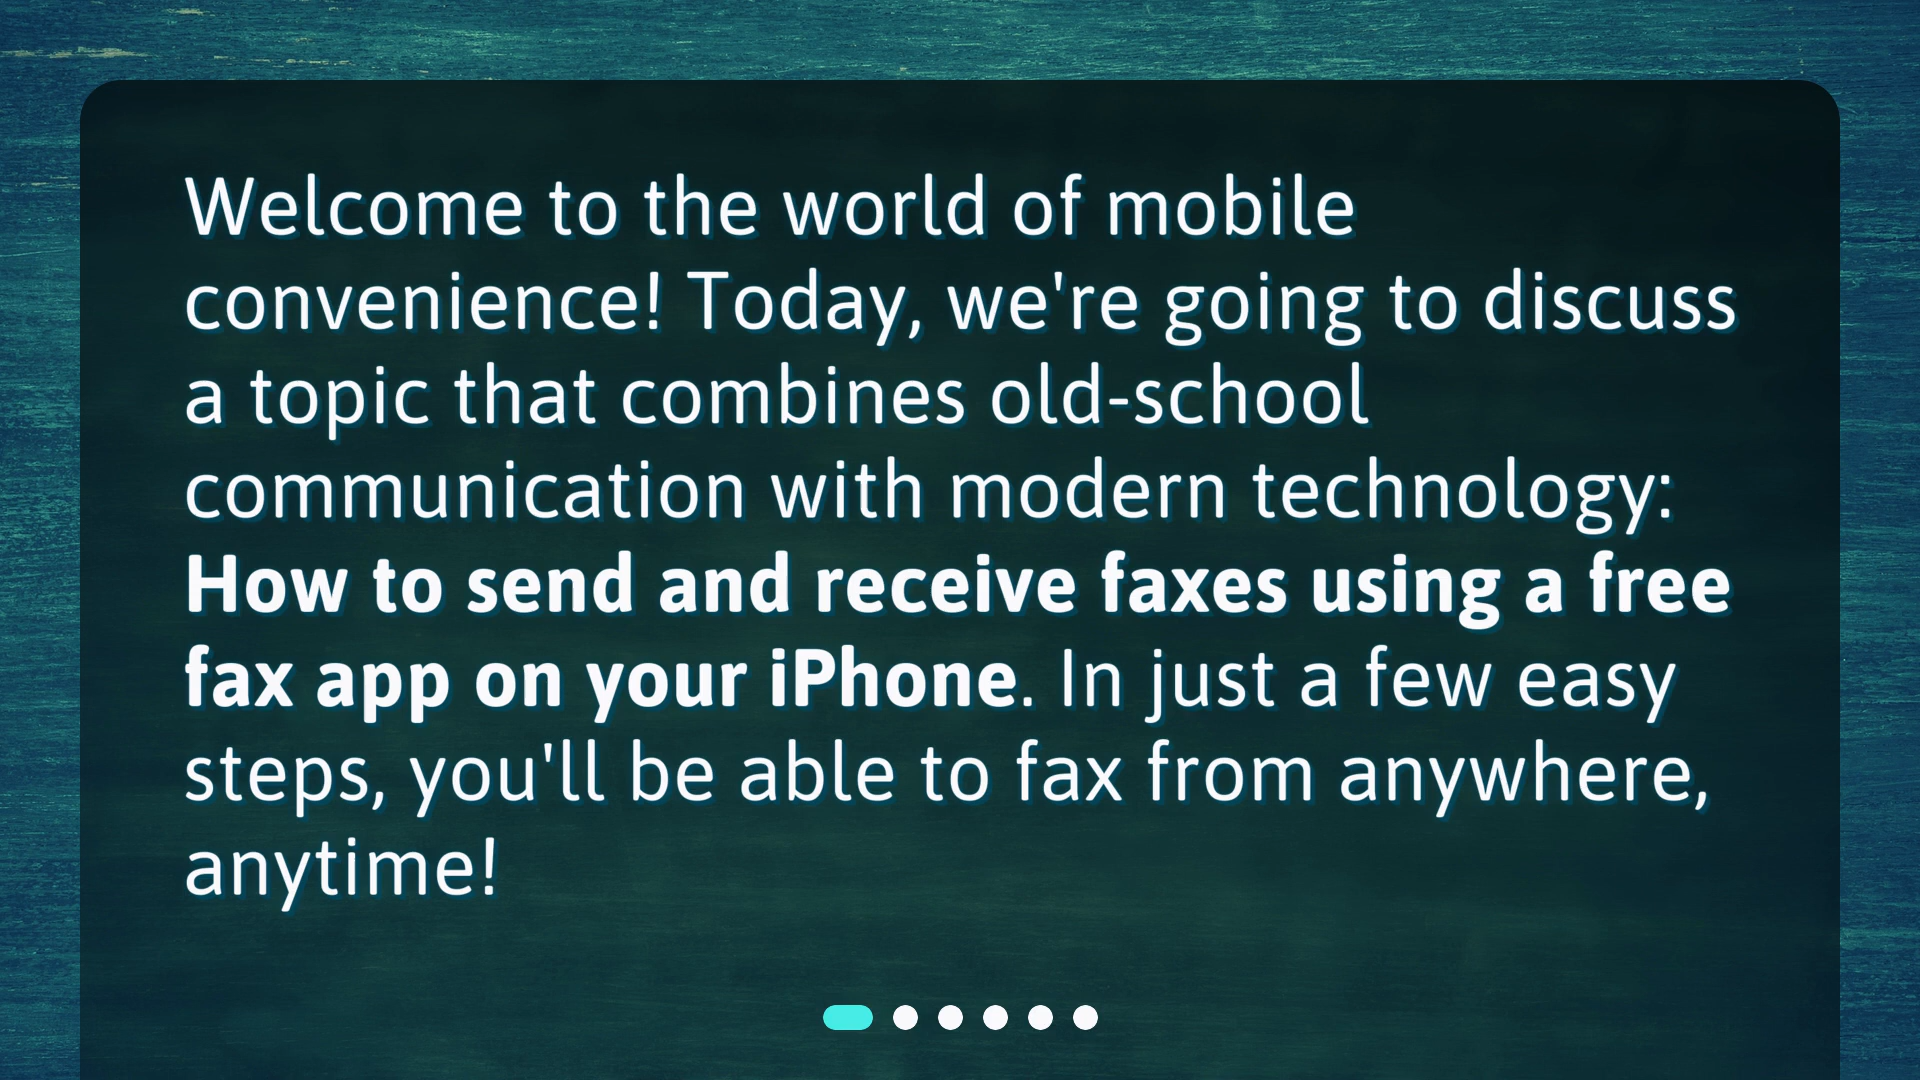 Welcome to the world of mobile
convenience! Today, we're going to discuss
a topic that combines old-school
communication with modern technology:
How to send and receive faxes using a free
fax app on your iPhone. In just a few easy
steps, you'll be able to fax from anywhere,
anytime!